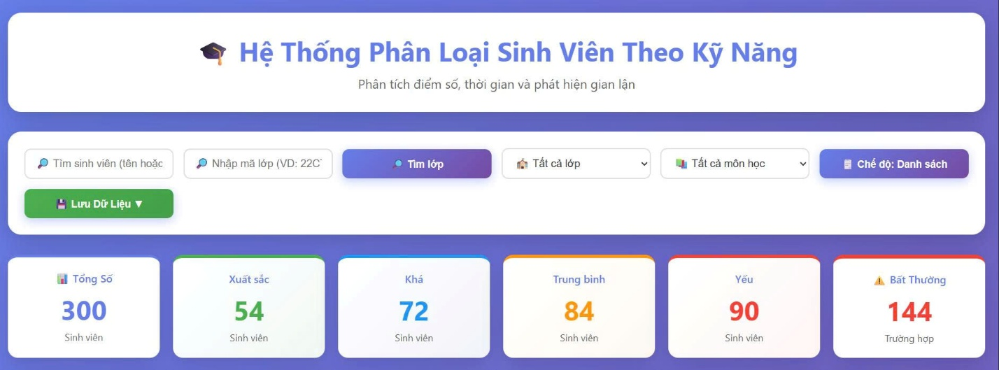 Hệ Thống Phân Loại Sinh Viên Theo Kỹ Năng
Phân tích điểm số, thời gian và phát hiện gian lận
Tìm sinh viên (tên hoặc
Nhập mã lớp (VD: 22C
Tìm lớp
Tất cả lớp
Tất cả môn học
Chế độ: Danh sách
Lưu Dữ Liệu ▼
Tổng Số
300
Sinh viên
Xuất sắc
54
Sinh viên
Khá
72
Sinh viên
Trung bình
84
Sinh viên
Yếu
90
Sinh viên
Bất Thường
144
Trường hợp